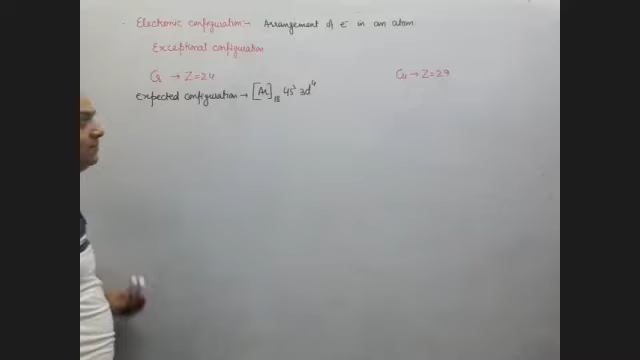 Electronic configuration- Arrangement of e⁻ in an atom
Exceptional configuration
Cr → Z=24 Cu → Z=29
Expected configuration → [Ar]₁₈ 4s² 3d⁴